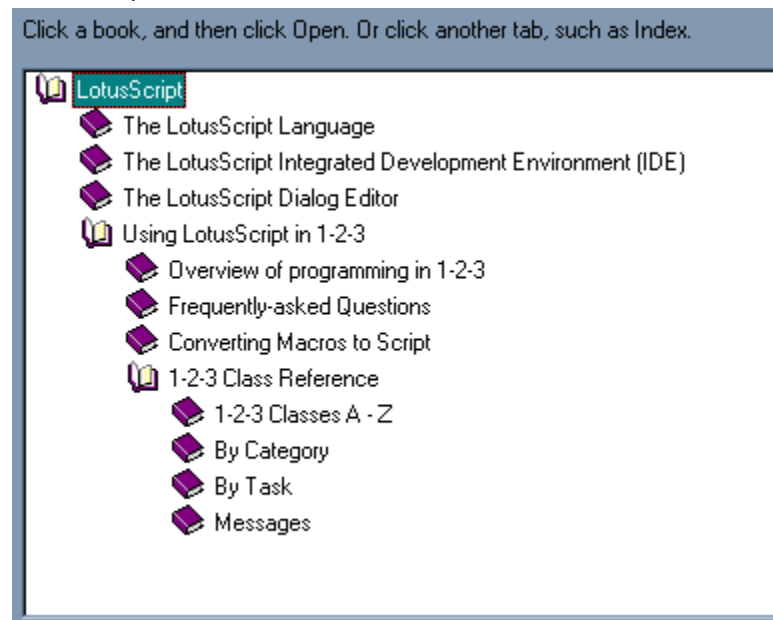 Click a book, and then click Open. Or click another tab, such as Index.
LotusScript
The LotusScript Language
The LotusScript Integrated Development Environment (IDE)
The LotusScript Dialog Editor
Using LotusScript in 1-2-3
Overview of programming in 1-2-3
Frequently-asked Questions
Converting Macros to Script
1-2-3 Class Reference
1-2-3 Classes A - Z
By Category
By Task
Messages